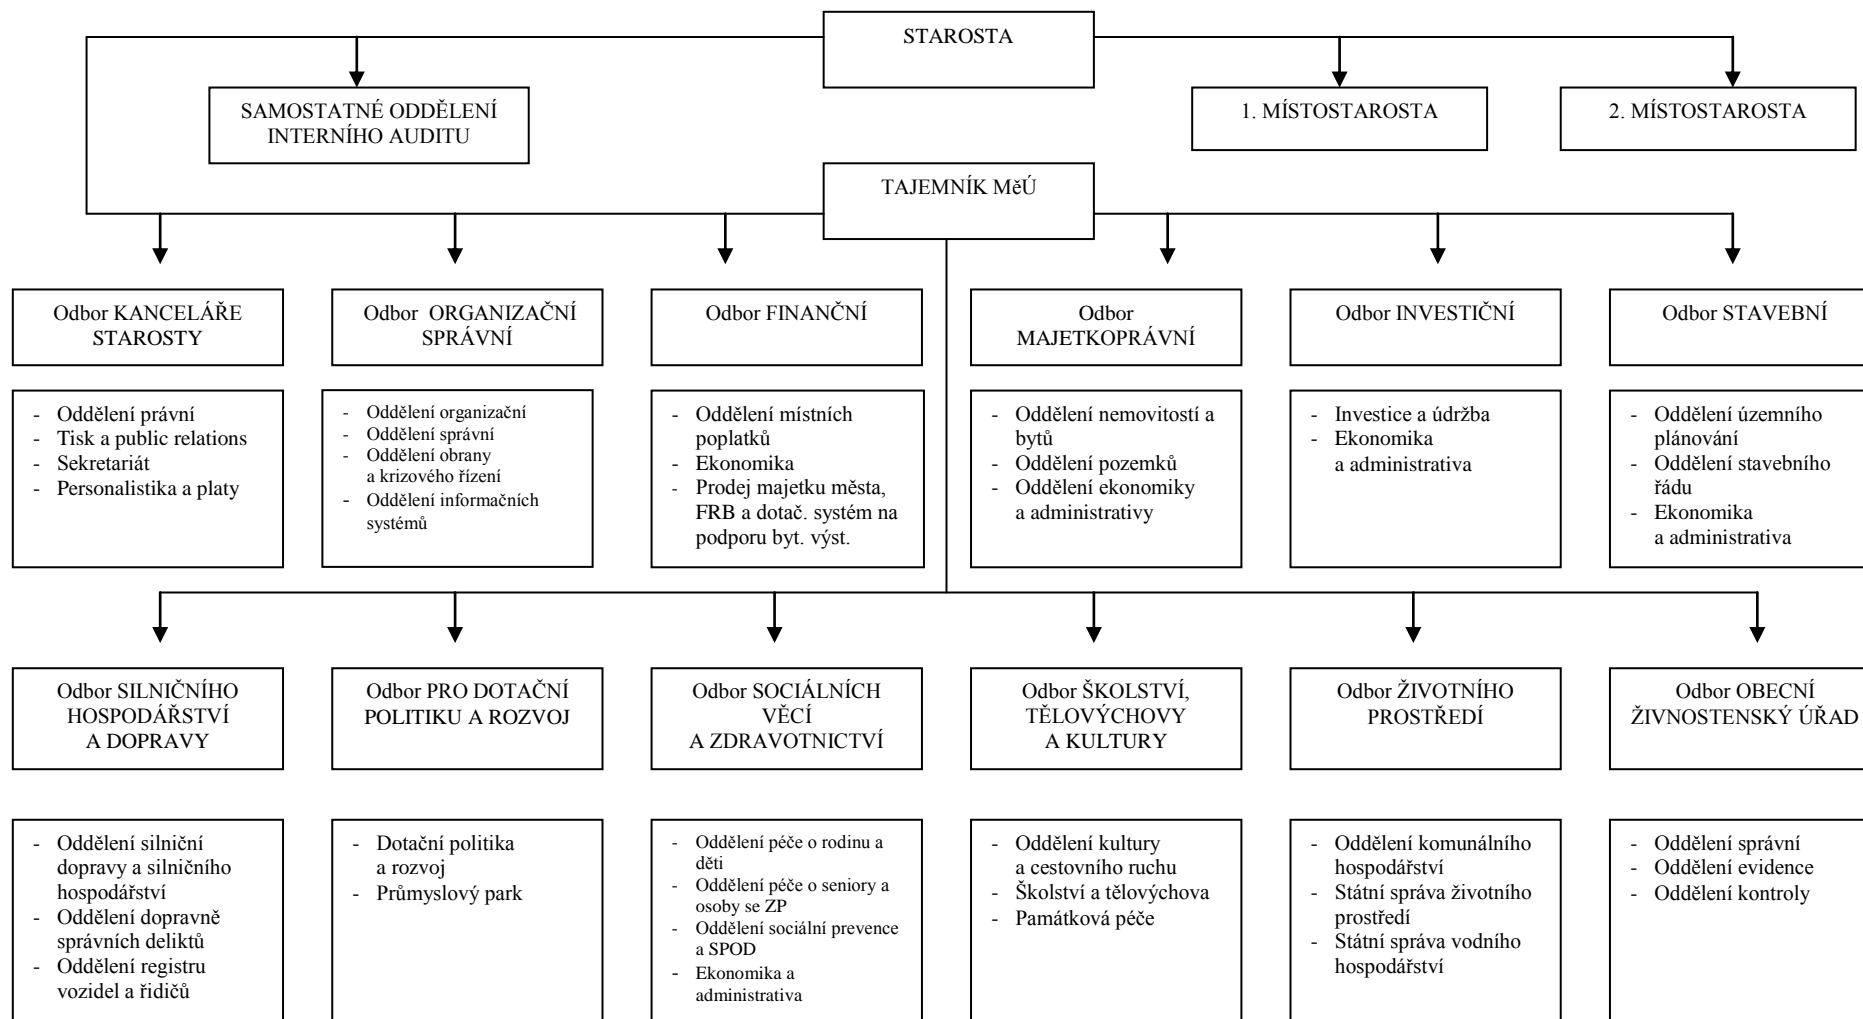 STAROSTA
SAMOSTATNÉ ODDĚLENÍ
INTERNÍHO AUDITU
1. MÍSTOSTAROSTA
2. MÍSTOSTAROSTA
TAJEMNÍK MěÚ
Odbor KANCELÁŘE
STAROSTY
Odbor ORGANIZAČNÍ
SPRÁVNÍ
Odbor FINANČNÍ
Odbor
MAJETKOPRÁVNÍ
Odbor INVESTIČNÍ
Odbor STAVEBNÍ
- Oddělení právní
- Tisk a public relations
- Sekretariát
- Personalistika a platy
- Oddělení organizační
- Oddělení správní
- Oddělení obrany
a krizového řízení
- Oddělení informačních
systémů
- Oddělení místních
poplatků
- Ekonomika
- Prodej majetku města,
FRB a dotač. systém na
podporu byt. výst.
- Oddělení nemovitostí a
bytů
- Oddělení pozemků
- Oddělení ekonomiky
a administrativy
- Investice a údržba
- Ekonomika
a administrativa
- Oddělení územního
plánování
- Oddělení stavebního
řádu
- Ekonomika
a administrativa
Odbor SILNIČNÍHO
HOSPODÁŘSTVÍ
A DOPRAVY
Odbor PRO DOTAČNÍ
POLITIKU A ROZVOJ
Odbor SOCIÁLNÍCH
VĚCÍ
A ZDRAVOTNICTVÍ
Odbor ŠKOLSTVÍ,
TĚLOVÝCHOVY
A KULTURY
Odbor ŽIVOTNÍHO
PROSTŘEDÍ
Odbor OBECNÍ
ŽIVNOSTENSKÝ ÚŘAD
- Oddělení silniční
dopravy a silničního
hospodářství
- Oddělení dopravně
správních deliktů
- Oddělení registru
vozidel a řidičů
- Dotační politika
a rozvoj
- Průmyslový park
- Oddělení péče o rodinu a
děti
- Oddělení péče o seniory a
osoby se ZP
- Oddělení sociální prevence
a SPOD
- Ekonomika a
administrativa
- Oddělení kultury
a cestovního ruchu
- Školství a tělovýchova
- Památková péče
- Oddělení komunálního
hospodářství
- Státní správa životního
prostředí
- Státní správa vodního
hospodářství
- Oddělení správní
- Oddělení evidence
- Oddělení kontroly